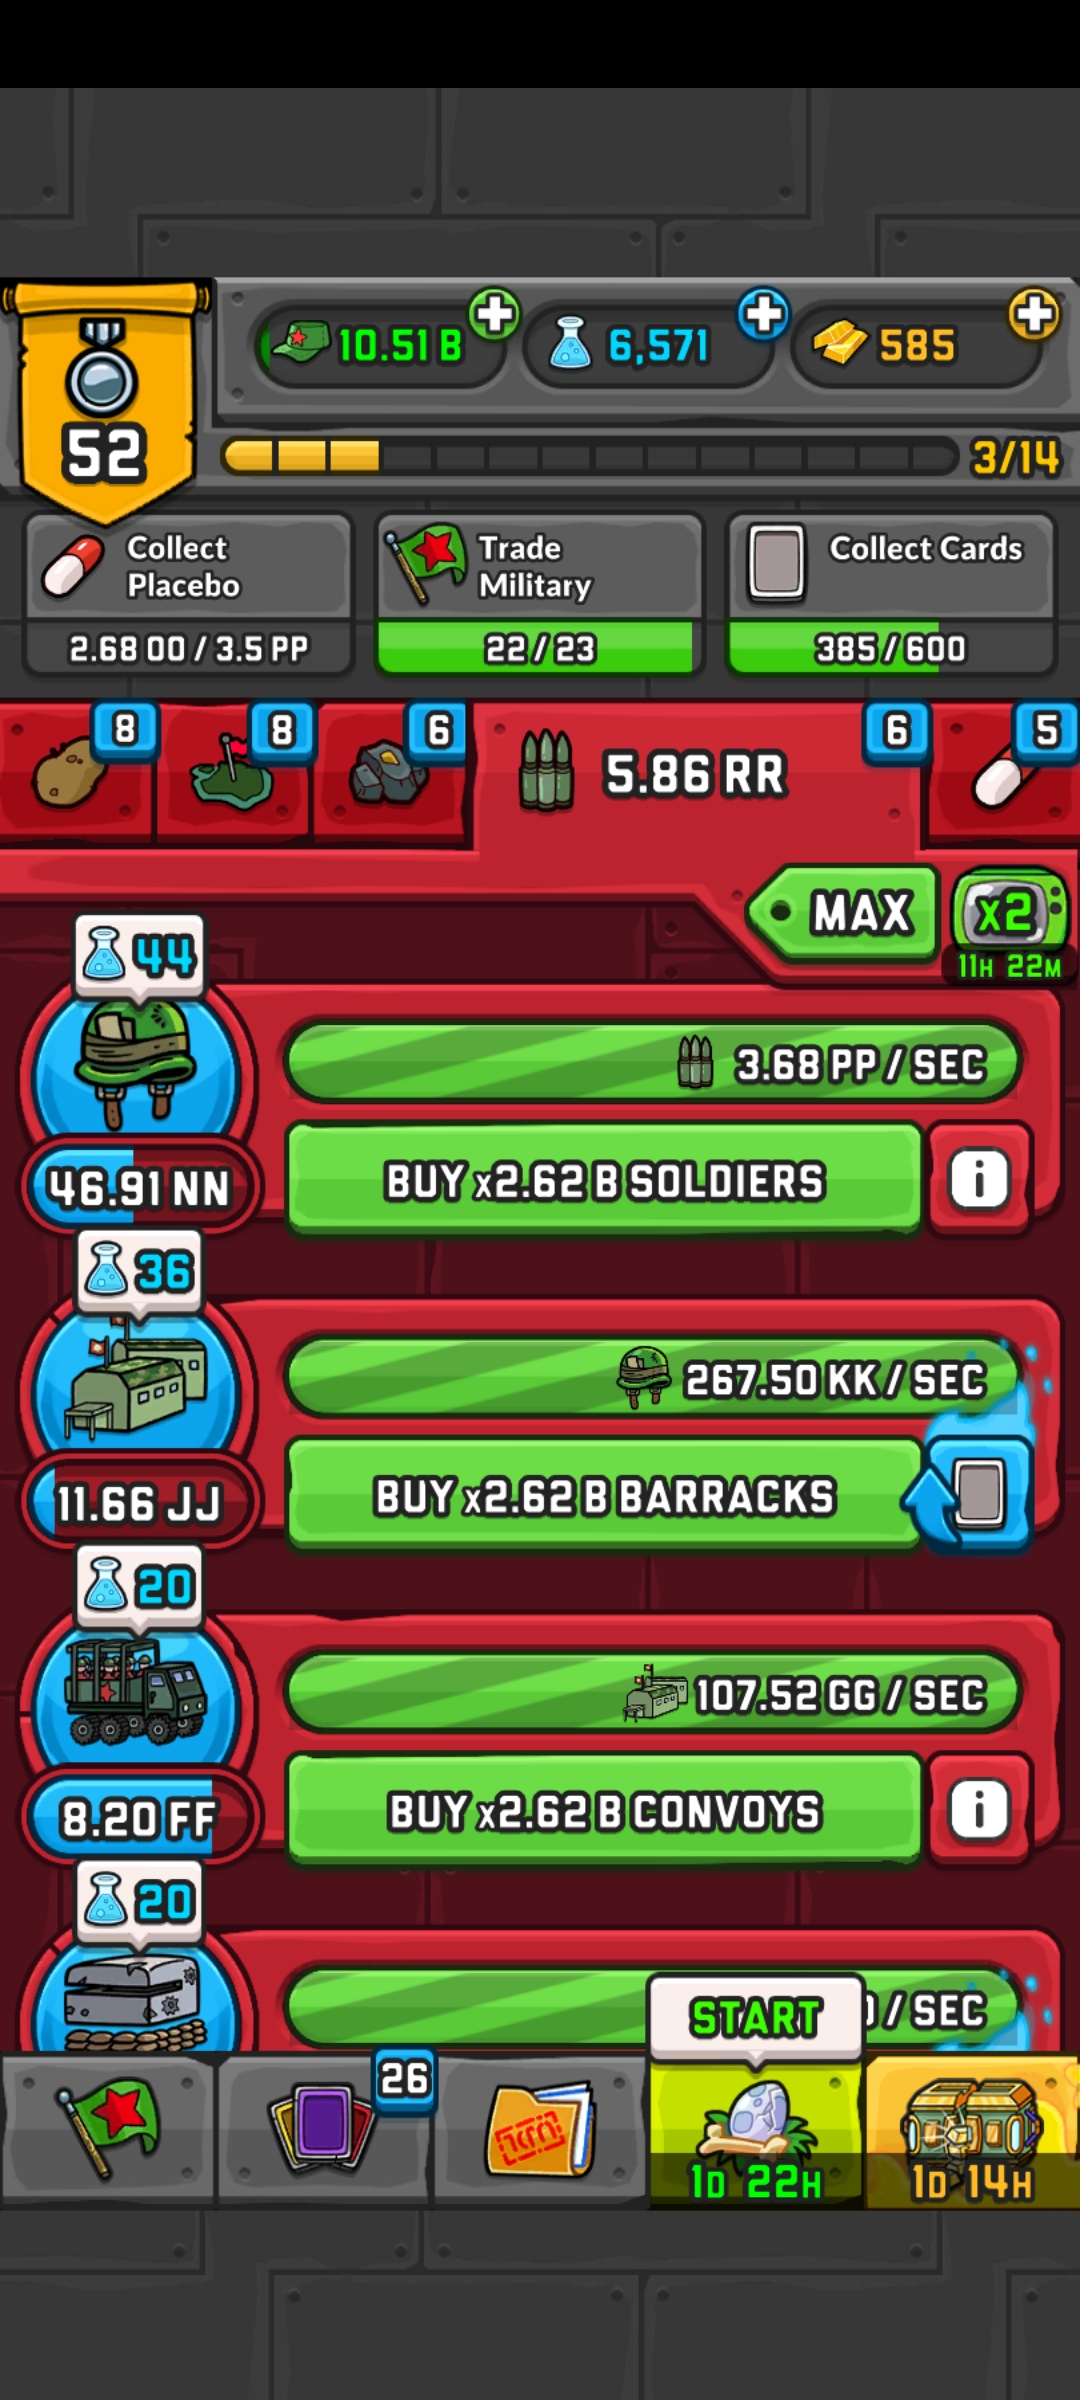 10.51 B
6,571
585
52
3/14
Collect
Placebo
2.68 OO / 3.5 PP
Trade
Military
22/23
Collect Cards
385/600
8
8
6
5.86 RR
6
5
MAX
x2
11H 22M
44
3.68 PP / SEC
46.91 NN
BUY x2.62 B SOLDIERS
i
36
267.50 KK / SEC
11.66 JJ
BUY x2.62 B BARRACKS
20
107.52 GG / SEC
8.20 FF
BUY x2.62 B CONVOYS
i
20
/ SEC
START
26
1D 22H
1D 14H